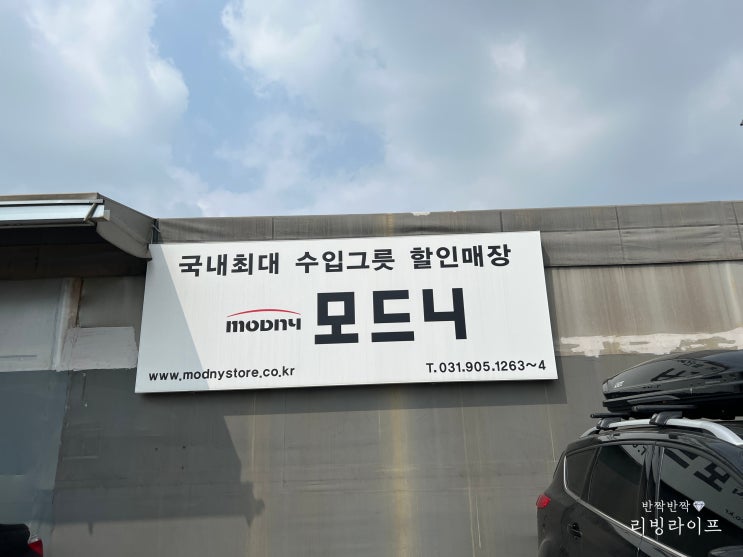 국내최대 수입그릇 할인매장
modny 모드니
www.modnystore.co.kr T.031.905.1263~4
반짝반짝
리빙라이프